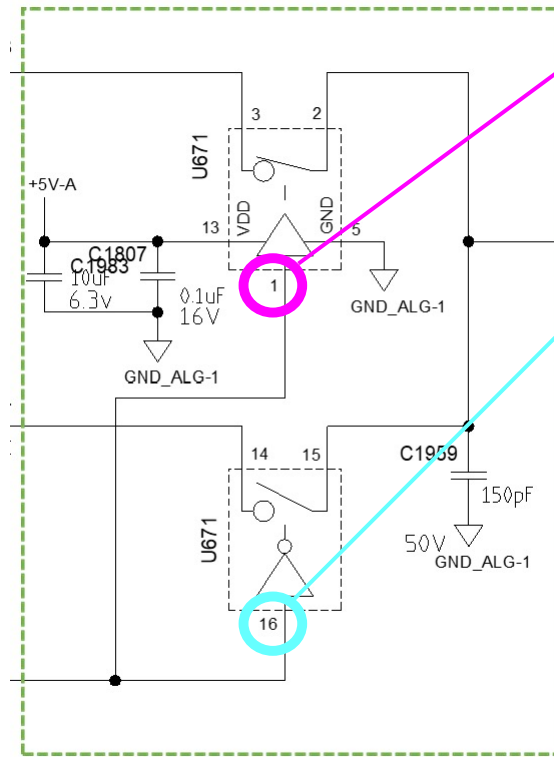 3
2
U671
+5V-A
13
VDD
GND
5
C1807
C1983
10uF
6.3v
0.1uF
16V
1
GND_ALG-1
GND_ALG-1
14
15
C1959
U671
150pF
50V
GND_ALG-1
16